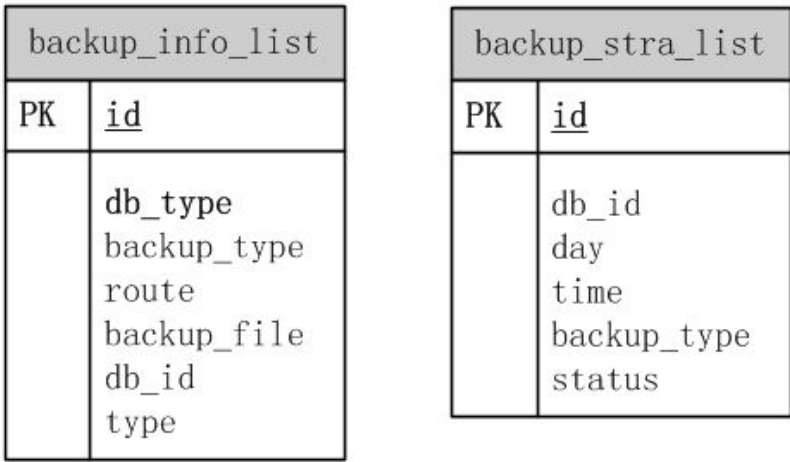 backup_info_list
PK id
db_type
backup_type
route
backup_file
db_id
type
backup_stra_list
PK id
db_id
day
time
backup_type
status